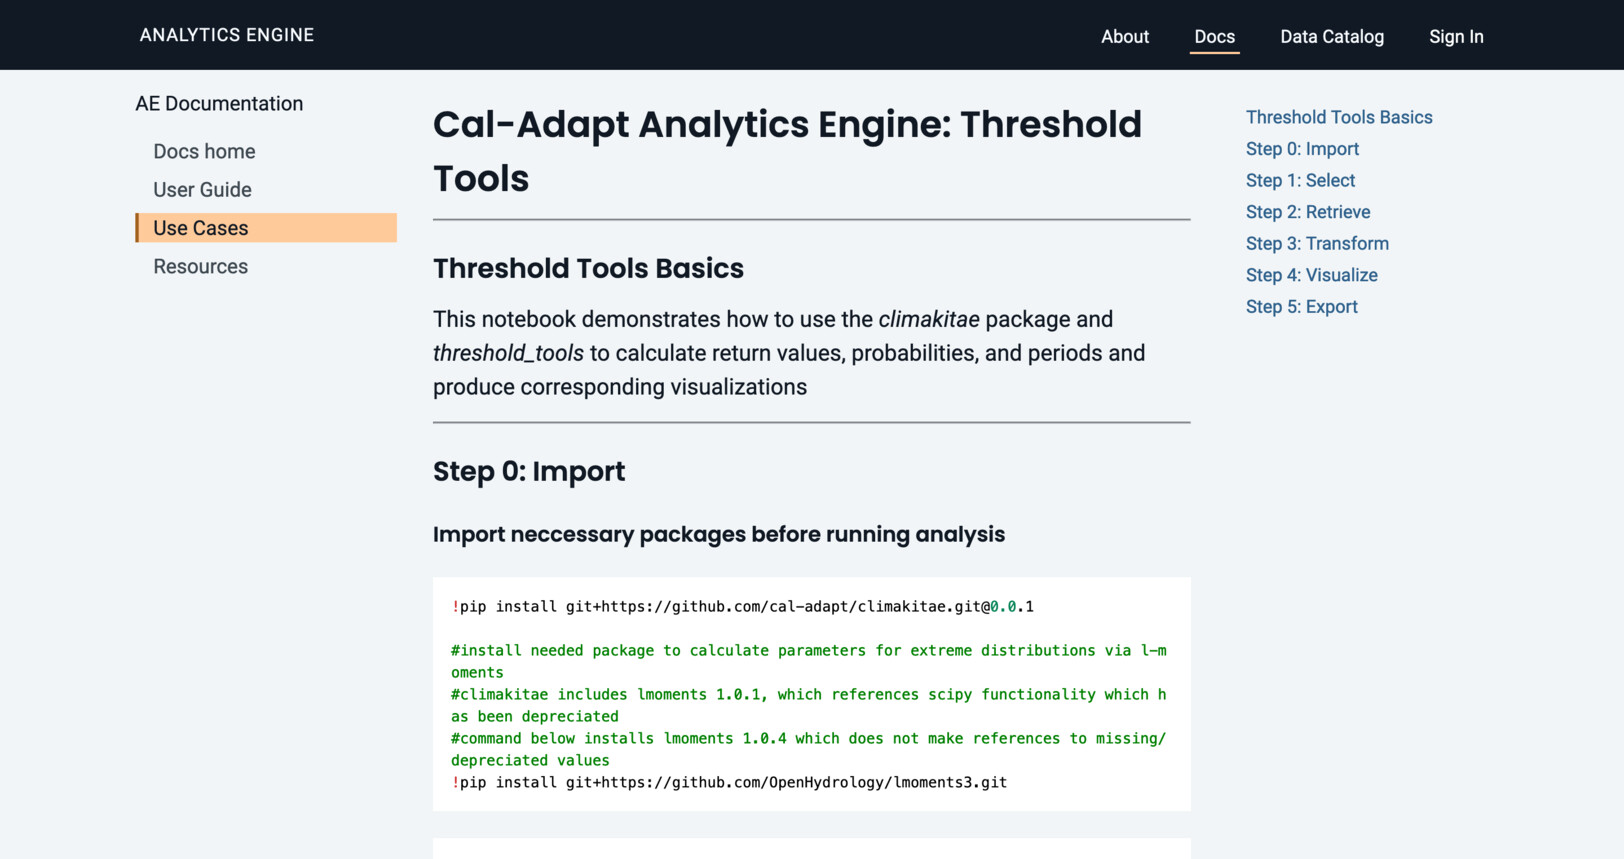 ANALYTICS ENGINE
About
Docs
Data Catalog
Sign In
AE Documentation
Docs home
User Guide
Use Cases
Resources
Cal-Adapt Analytics Engine: Threshold
Tools
Threshold Tools Basics
This notebook demonstrates how to use the climakitae package and
threshold_tools to calculate return values, probabilities, and periods and
produce corresponding visualizations
Step 0: Import
Import neccessary packages before running analysis
!pip install git+https://github.com/cal-adapt/climakitae.git@0.0.1
#install needed package to calculate parameters for extreme distributions via l-m
oments
#climakitae includes lmoments 1.0.1, which references scipy functionality which h
as been depreciated
#command below installs lmoments 1.0.4 which does not make references to missing/
depreciated values
!pip install git+https://github.com/OpenHydrology/lmoments3.git
Threshold Tools Basics
Step 0: Import
Step 1: Select
Step 2: Retrieve
Step 3: Transform
Step 4: Visualize
Step 5: Export